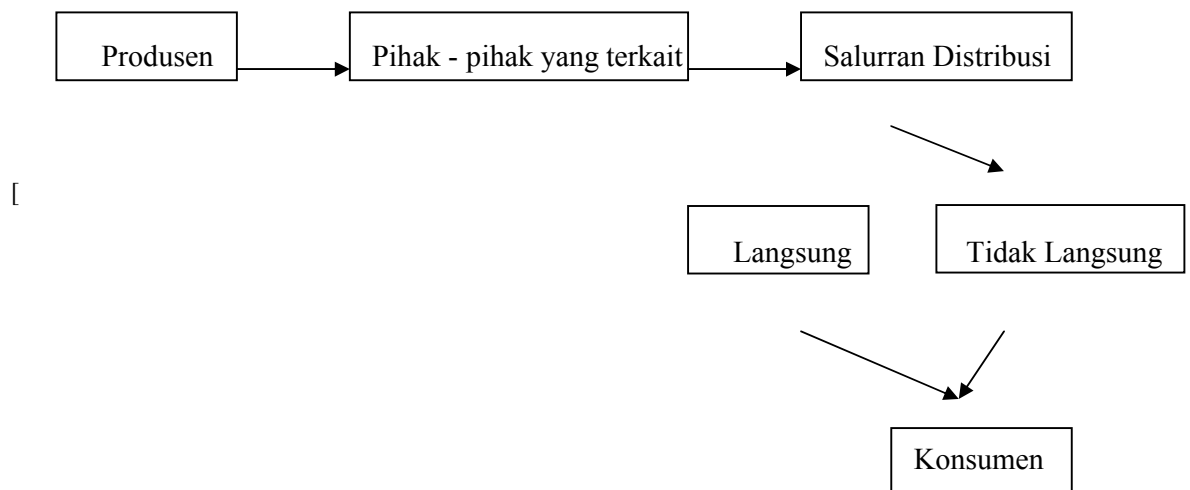 Produsen
Pihak - pihak yang terkait
Salurran Distribusi
[
Langsung
Tidak Langsung
Konsumen